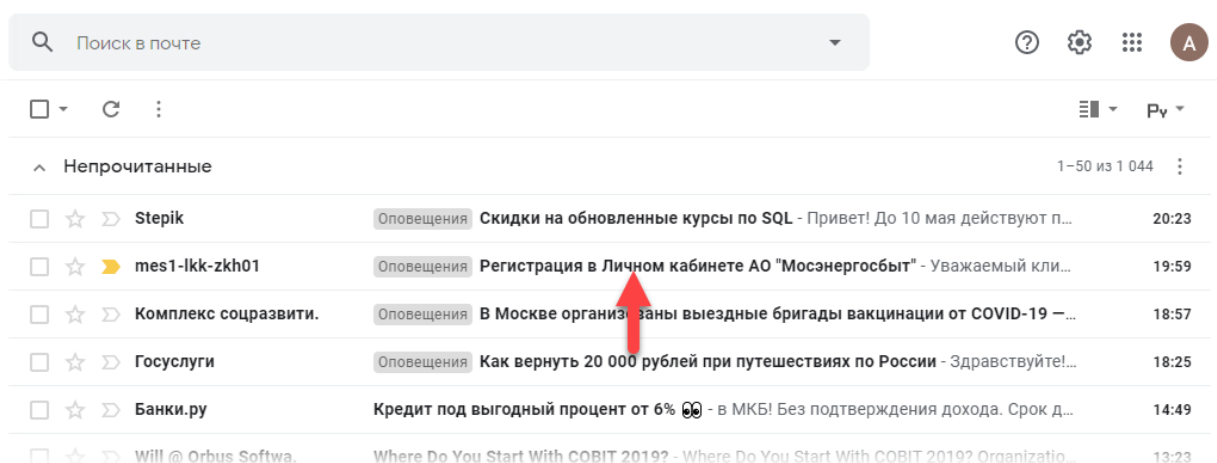 Поиск в почте
A
Ру
Непрочитанные 1–50 из 1 044
Stepik Оповещения Скидки на обновленные курсы по SQL - Привет! До 10 мая действуют п... 20:23
mes1-lkk-zkh01 Оповещения Регистрация в Личном кабинете АО "Мосэнергосбыт" - Уважаемый кли... 19:59
Комплекс соцразвити. Оповещения В Москве организованы выездные бригады вакцинации от COVID-19 —... 18:57
Госуслуги Оповещения Как вернуть 20 000 рублей при путешествиях по России - Здравствуйте!... 18:25
Банки.ру Кредит под выгодный процент от 6% 👀 - в МКБ! Без подтверждения дохода. Срок д... 14:49
Will @ Orbus Softwa. Where Do You Start With COBIT 2019? - Where Do You Start With COBIT 2019? Organizatio... 13:23